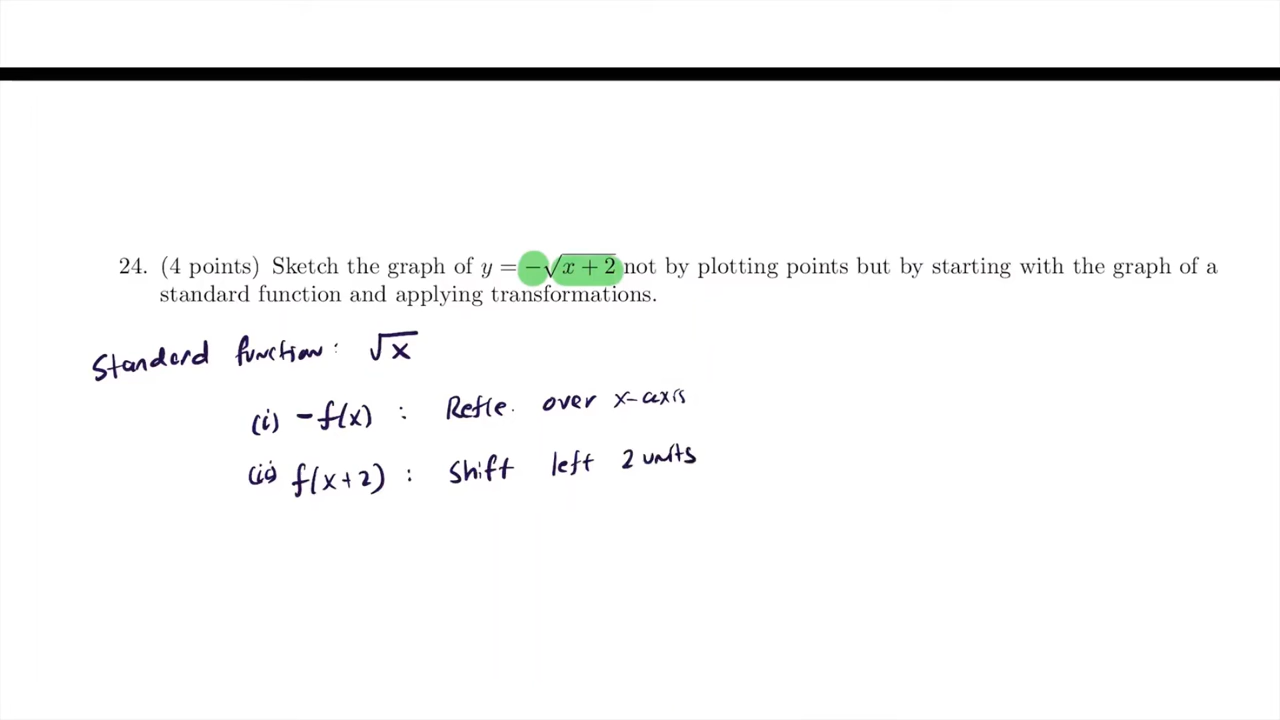 24. (4 points) Sketch the graph of y = −√(x + 2) not by plotting points but by starting with the graph of a
standard function and applying transformations.
Standard function: √x
(i) -f(x) : Refle. over x-axis
(ii) f(x+2) : Shift left 2 units